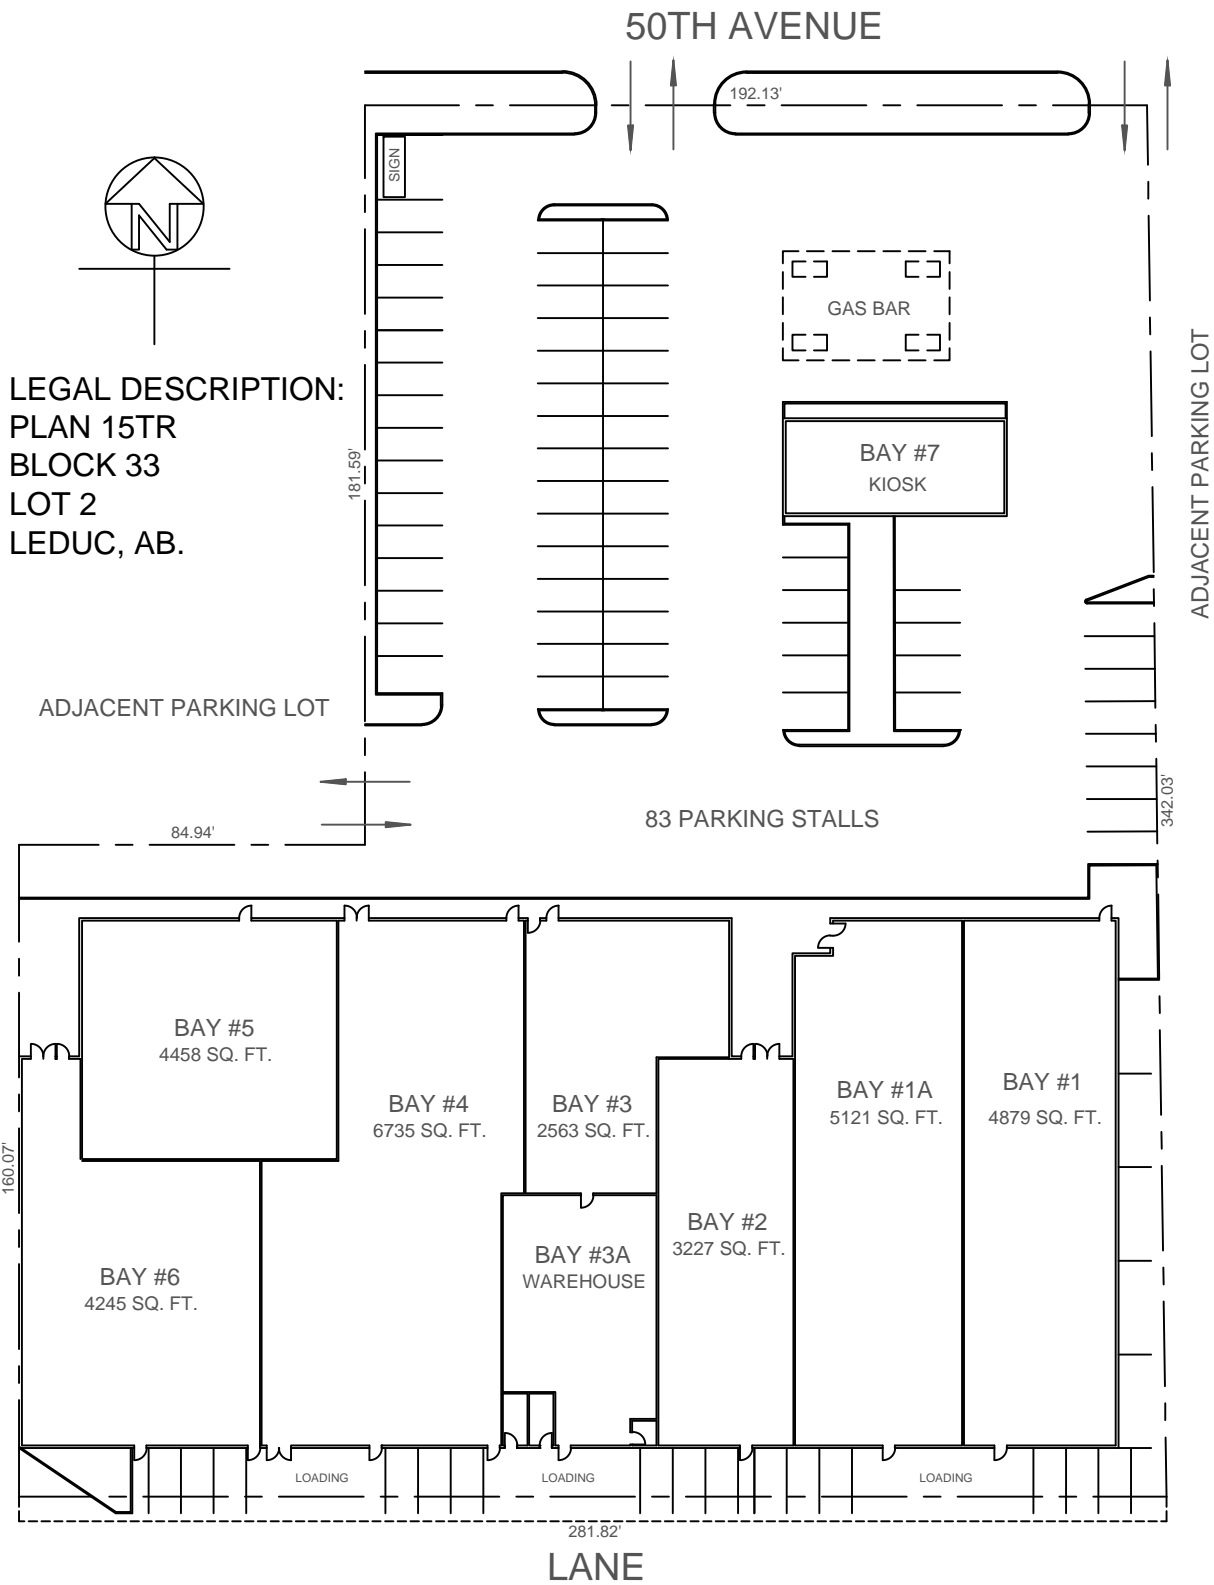 50TH AVENUE
192.13'
SIGN
N
GAS BAR
LEGAL DESCRIPTION:
PLAN 15TR
BLOCK 33
LOT 2
LEDUC, AB.
181.59'
BAY #7
KIOSK
ADJACENT PARKING LOT
ADJACENT PARKING LOT
342.03'
83 PARKING STALLS
84.94'
BAY #5
4458 SQ. FT.
BAY #4
6735 SQ. FT.
BAY #3
2563 SQ. FT.
BAY #1A
5121 SQ. FT.
BAY #1
4879 SQ. FT.
160.07'
BAY #2
3227 SQ. FT.
BAY #3A
WAREHOUSE
BAY #6
4245 SQ. FT.
LOADING
LOADING
LOADING
281.82'
LANE